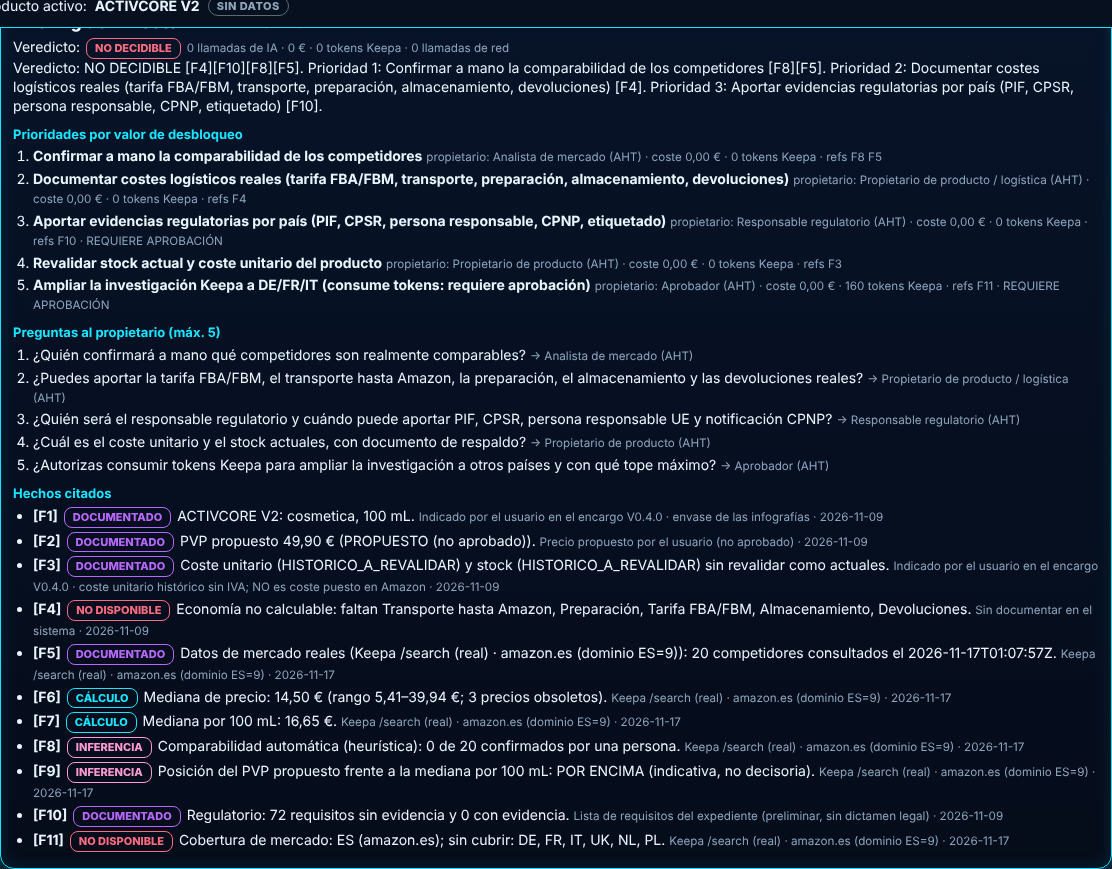 oducto activo: ACTIVCORE V2 SIN DATOS
Veredicto: NO DECIDIBLE 0 llamadas de IA · 0 € · 0 tokens Keepa · 0 llamadas de red
Veredicto: NO DECIDIBLE [F4][F10][F8][F5]. Prioridad 1: Confirmar a mano la comparabilidad de los competidores [F8][F5]. Prioridad 2: Documentar costes
logísticos reales (tarifa FBA/FBM, transporte, preparación, almacenamiento, devoluciones) [F4]. Prioridad 3: Aportar evidencias regulatorias por país (PIF, CPSR,
persona responsable, CPNP, etiquetado) [F10].
Prioridades por valor de desbloqueo
1. Confirmar a mano la comparabilidad de los competidores propietario: Analista de mercado (AHT) · coste 0,00 € · 0 tokens Keepa · refs F8 F5
2. Documentar costes logísticos reales (tarifa FBA/FBM, transporte, preparación, almacenamiento, devoluciones) propietario: Propietario de producto / logística (AHT) ·
coste 0,00 € · 0 tokens Keepa · refs F4
3. Aportar evidencias regulatorias por país (PIF, CPSR, persona responsable, CPNP, etiquetado) propietario: Responsable regulatorio (AHT) · coste 0,00 € · 0 tokens Keepa ·
refs F10 · REQUIERE APROBACIÓN
4. Revalidar stock actual y coste unitario del producto propietario: Propietario de producto (AHT) · coste 0,00 € · 0 tokens Keepa · refs F3
5. Ampliar la investigación Keepa a DE/FR/IT (consume tokens: requiere aprobación) propietario: Aprobador (AHT) · coste 0,00 € · 160 tokens Keepa · refs F11 · REQUIERE
APROBACIÓN
Preguntas al propietario (máx. 5)
1. ¿Quién confirmará a mano qué competidores son realmente comparables? → Analista de mercado (AHT)
2. ¿Puedes aportar la tarifa FBA/FBM, el transporte hasta Amazon, la preparación, el almacenamiento y las devoluciones reales? → Propietario de producto / logística
(AHT)
3. ¿Quién será el responsable regulatorio y cuándo puede aportar PIF, CPSR, persona responsable UE y notificación CPNP? → Responsable regulatorio (AHT)
4. ¿Cuál es el coste unitario y el stock actuales, con documento de respaldo? → Propietario de producto (AHT)
5. ¿Autorizas consumir tokens Keepa para ampliar la investigación a otros países y con qué tope máximo? → Aprobador (AHT)
Hechos citados
• [F1] DOCUMENTADO ACTIVCORE V2: cosmetica, 100 mL. Indicado por el usuario en el encargo V0.4.0 · envase de las infografías · 2026-11-09
• [F2] DOCUMENTADO PVP propuesto 49,90 € (PROPUESTO (no aprobado)). Precio propuesto por el usuario (no aprobado) · 2026-11-09
• [F3] DOCUMENTADO Coste unitario (HISTORICO_A_REVALIDAR) y stock (HISTORICO_A_REVALIDAR) sin revalidar como actuales. Indicado por el usuario en el encargo
V0.4.0 · coste unitario histórico sin IVA; NO es coste puesto en Amazon · 2026-11-09
• [F4] NO DISPONIBLE Economía no calculable: faltan Transporte hasta Amazon, Preparación, Tarifa FBA/FBM, Almacenamiento, Devoluciones. Sin documentar en el
sistema · 2026-11-09
• [F5] DOCUMENTADO Datos de mercado reales (Keepa /search (real) · amazon.es (dominio ES=9)): 20 competidores consultados el 2026-11-17T01:07:57Z. Keepa
/search (real) · amazon.es (dominio ES=9) · 2026-11-17
• [F6] CÁLCULO Mediana de precio: 14,50 € (rango 5,41–39,94 €; 3 precios obsoletos). Keepa /search (real) · amazon.es (dominio ES=9) · 2026-11-17
• [F7] CÁLCULO Mediana por 100 mL: 16,65 €. Keepa /search (real) · amazon.es (dominio ES=9) · 2026-11-17
• [F8] INFERENCIA Comparabilidad automática (heurística): 0 de 20 confirmados por una persona. Keepa /search (real) · amazon.es (dominio ES=9) · 2026-11-17
• [F9] INFERENCIA Posición del PVP propuesto frente a la mediana por 100 mL: POR ENCIMA (indicativa, no decisoria). Keepa /search (real) · amazon.es (dominio ES=9) ·
2026-11-17
• [F10] DOCUMENTADO Regulatorio: 72 requisitos sin evidencia y 0 con evidencia. Lista de requisitos del expediente (preliminar, sin dictamen legal) · 2026-11-09
• [F11] NO DISPONIBLE Cobertura de mercado: ES (amazon.es); sin cubrir: DE, FR, IT, UK, NL, PL. Keepa /search (real) · amazon.es (dominio ES=9) · 2026-11-17